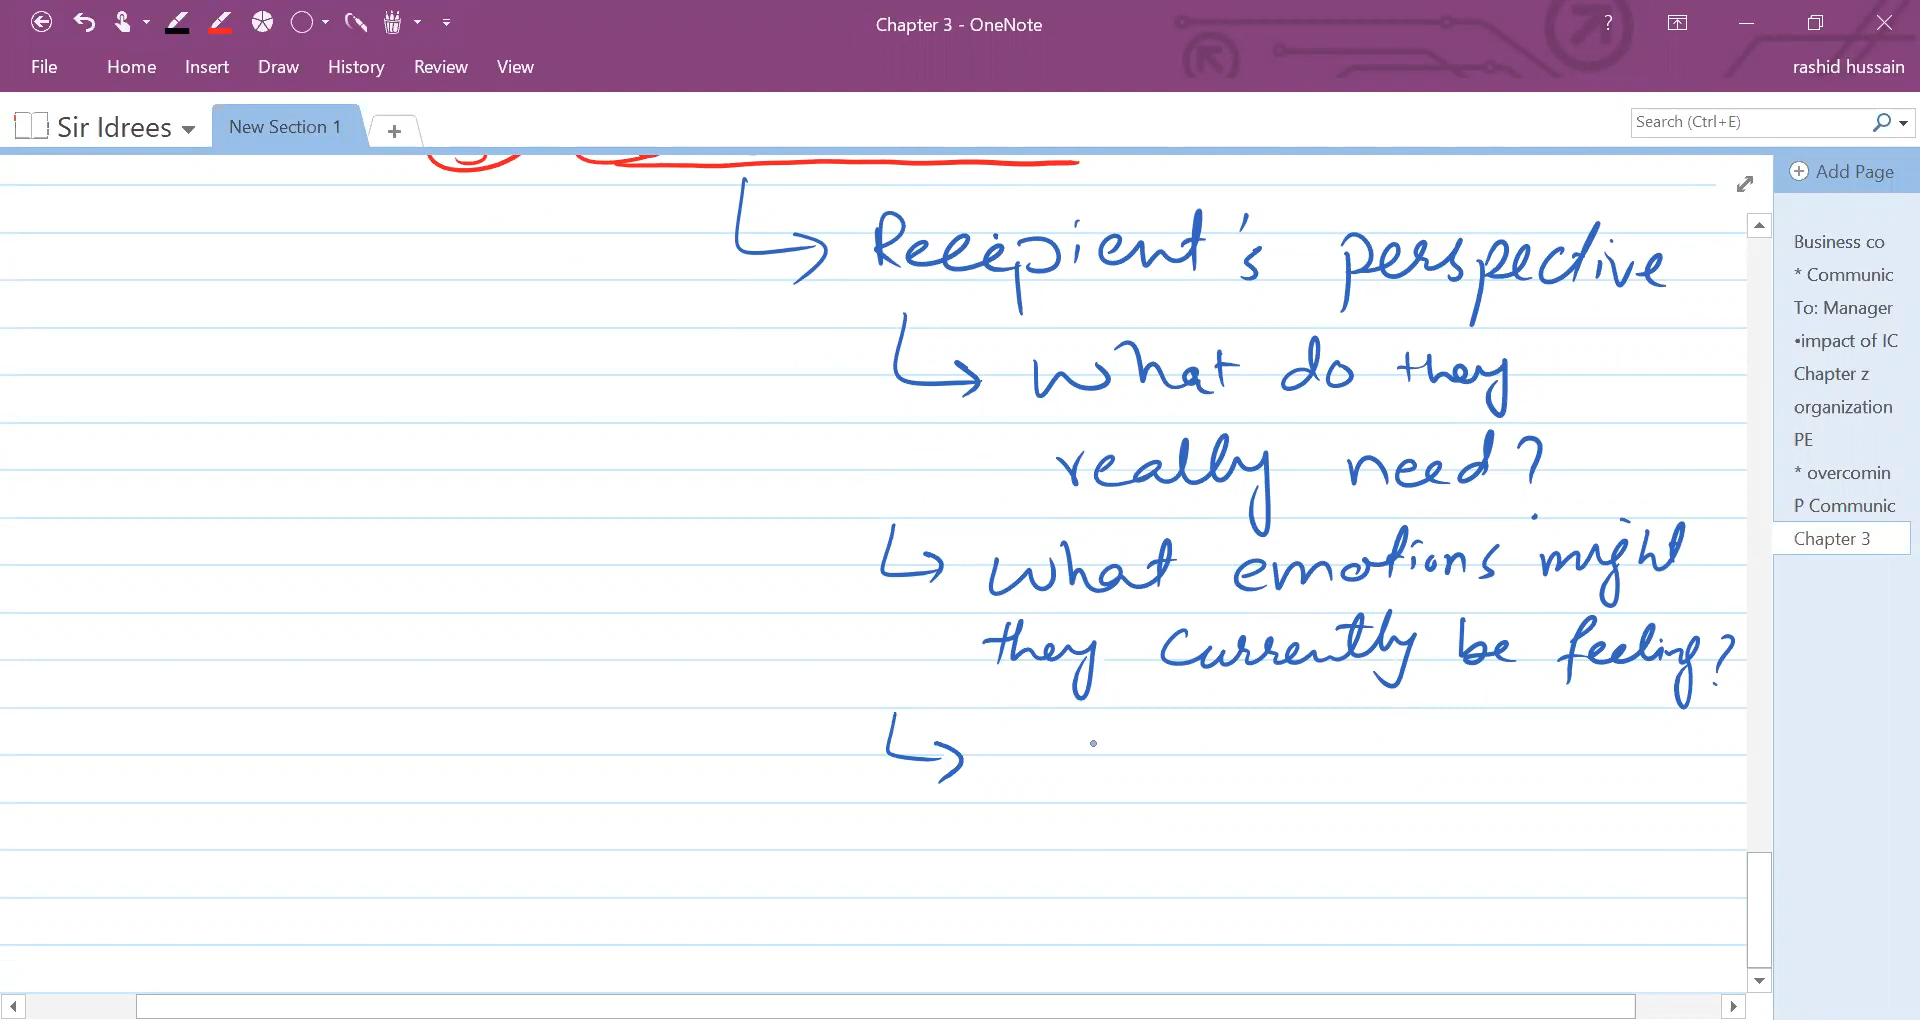 Chapter 3 - OneNote
?
File Home Insert Draw History Review View
rashid hussain
Sir Idrees
New Section 1
+
Search (Ctrl+E)
Add Page
Recipient's perspective
What do they
really need?
What emotions might
they currently be feeling?
Business co
* Communic
To: Manager
•impact of IC
Chapter z
organization
PE
* overcomin
P Communic
Chapter 3